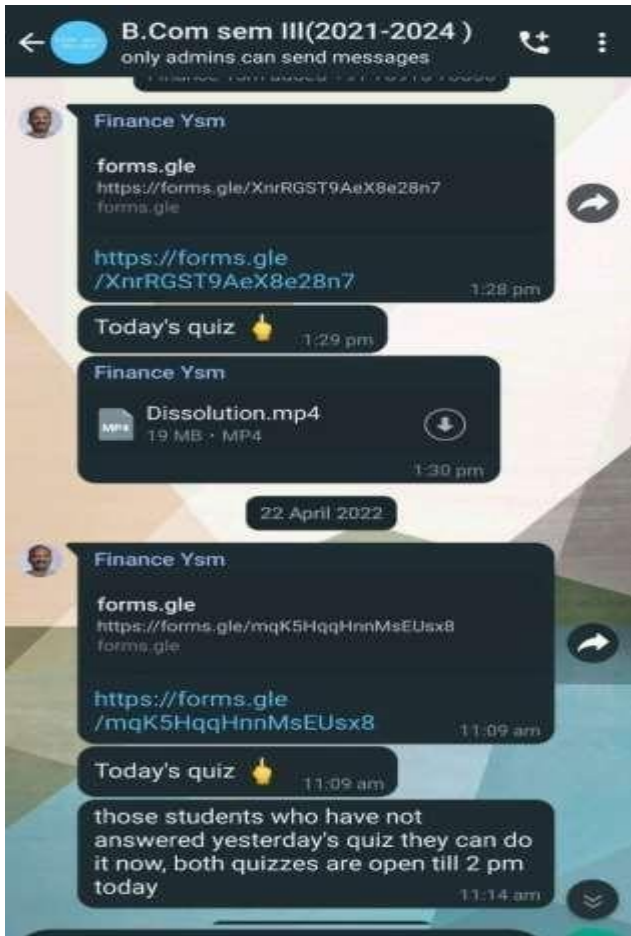 B.Com sem III(2021-2024 )
only admins can send messages
Finance Ysm
forms.gle
https://forms.gle/XnrRGST9AeX8e28n7
forms.gle
https://forms.gle
/XnrRGST9AeX8e28n7
1:28 pm
Today's quiz 👆
1:29 pm
Finance Ysm
MP4
Dissolution.mp4
19 MB • MP4
1:30 pm
22 April 2022
Finance Ysm
forms.gle
https://forms.gle/mqK5HqqHnnMsEUsx8
forms.gle
https://forms.gle
/mqK5HqqHnnMsEUsx8
11:09 am
Today's quiz 👆
11:09 am
those students who have not
answered yesterday's quiz they can do
it now, both quizzes are open till 2 pm
today
11:14 am